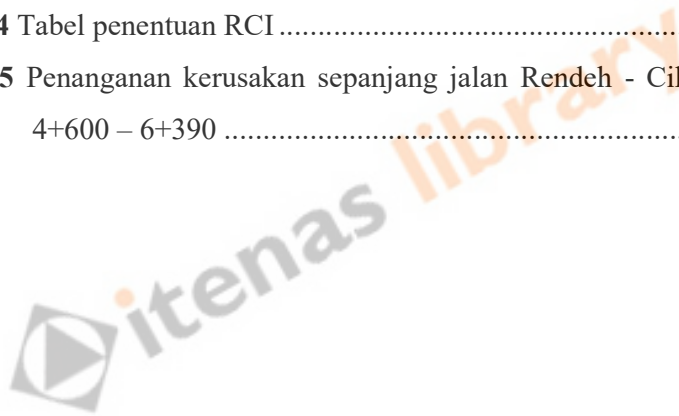 4 Tabel penentuan RCI ....................................................
5 Penanganan kerusakan sepanjang jalan Rendeh - Cil
4+600 – 6+390 ............................................................
itenas library